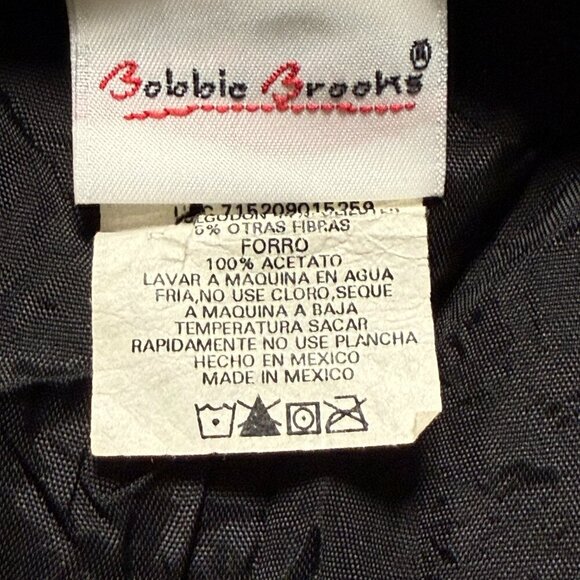 Bobbie Brooks®
715209015359
5% OTRAS FIBRAS
FORRO
100% ACETATO
LAVAR A MAQUINA EN AGUA
FRIA,NO USE CLORO,SEQUE
A MAQUINA A BAJA
TEMPERATURA SACAR
RAPIDAMENTE NO USE PLANCHA
HECHO EN MEXICO
MADE IN MEXICO